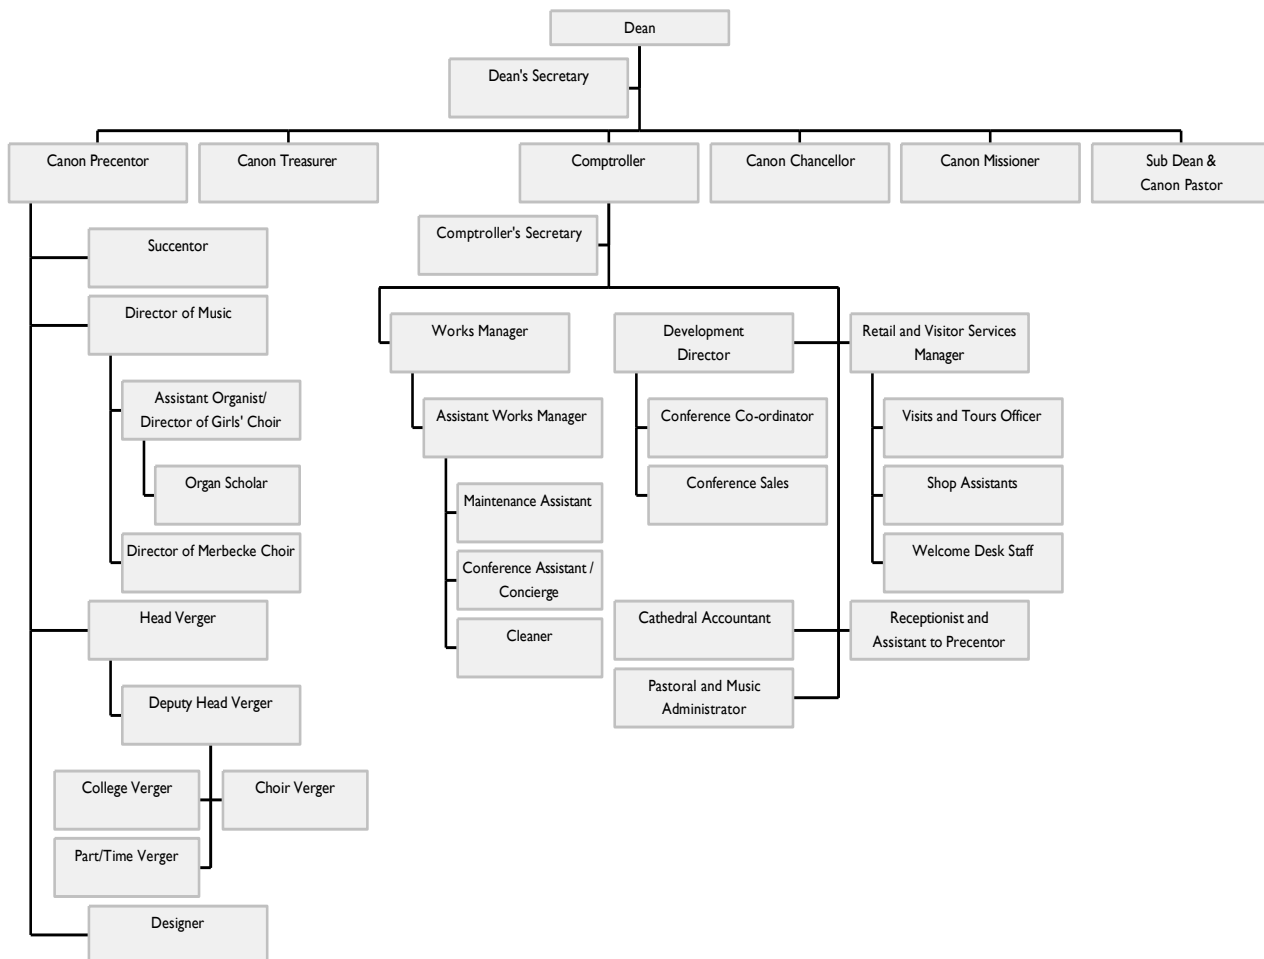 Dean
Dean's Secretary
Canon Precentor
Canon Treasurer
Comptroller
Canon Chancellor
Canon Missioner
Sub Dean &
Canon Pastor
Succentor
Director of Music
Assistant Organist/
Director of Girls' Choir
Organ Scholar
Director of Merbecke Choir
Head Verger
Deputy Head Verger
College Verger
Choir Verger
Part/Time Verger
Designer
Comptroller's Secretary
Works Manager
Assistant Works Manager
Maintenance Assistant
Conference Assistant /
Concierge
Cleaner
Development
Director
Conference Co-ordinator
Conference Sales
Retail and Visitor Services
Manager
Visits and Tours Officer
Shop Assistants
Welcome Desk Staff
Cathedral Accountant
Receptionist and
Assistant to Precentor
Pastoral and Music
Administrator